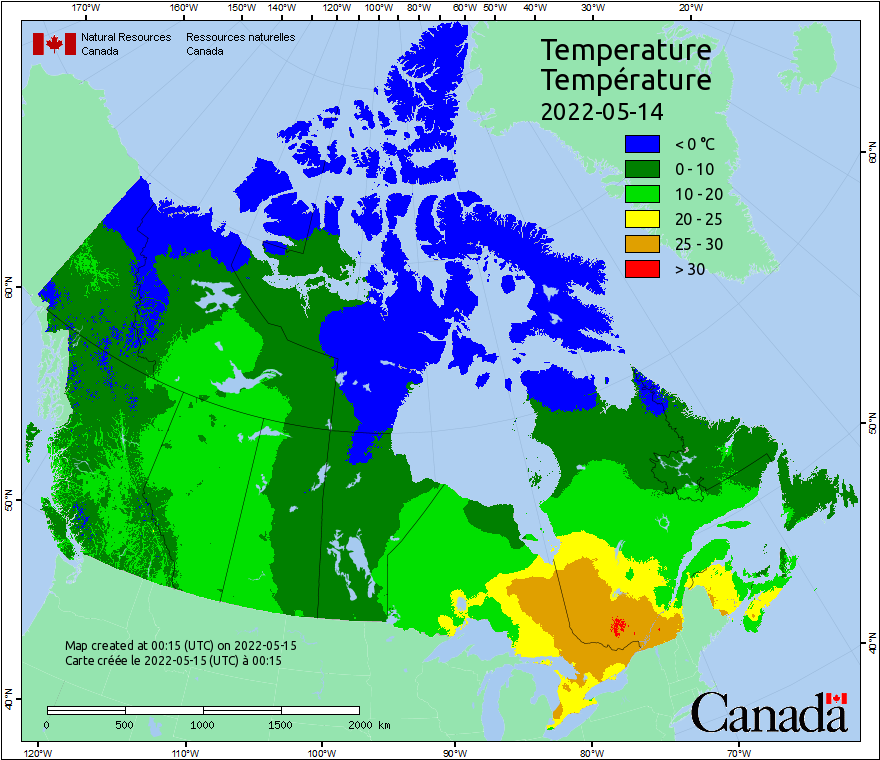 170°W 160°W 150°W 140°W 130°W 120°W 110°W 100°W 90°W 80°W 70°W 60°W 50°W 40°W 30°W 20°W
Natural Resources Ressources naturelles
Canada Canada
Temperature
Température
2022-05-14
< 0 °C
0 - 10
10 - 20
20 - 25
25 - 30
> 30
60°N
60°N
50°N
50°N
40°N
40°N
Map created at 00:15 (UTC) on 2022-05-15
Carte créée le 2022-05-15 (UTC) à 00:15
0 500 1000 1500 2000 km
Canada
120°W 110°W 100°W 90°W 80°W 70°W